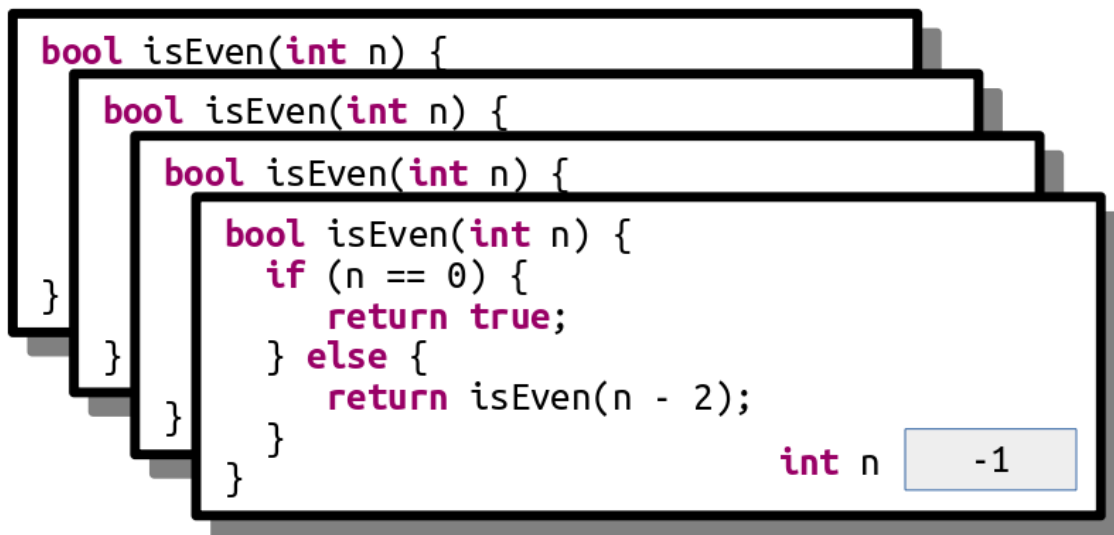 bool isEven(int n) {
bool isEven(int n) {
bool isEven(int n) {
bool isEven(int n) {
  if (n == 0) {
     return true;
  } else {
     return isEven(n - 2);
  }
}
int n -1
}
}
}